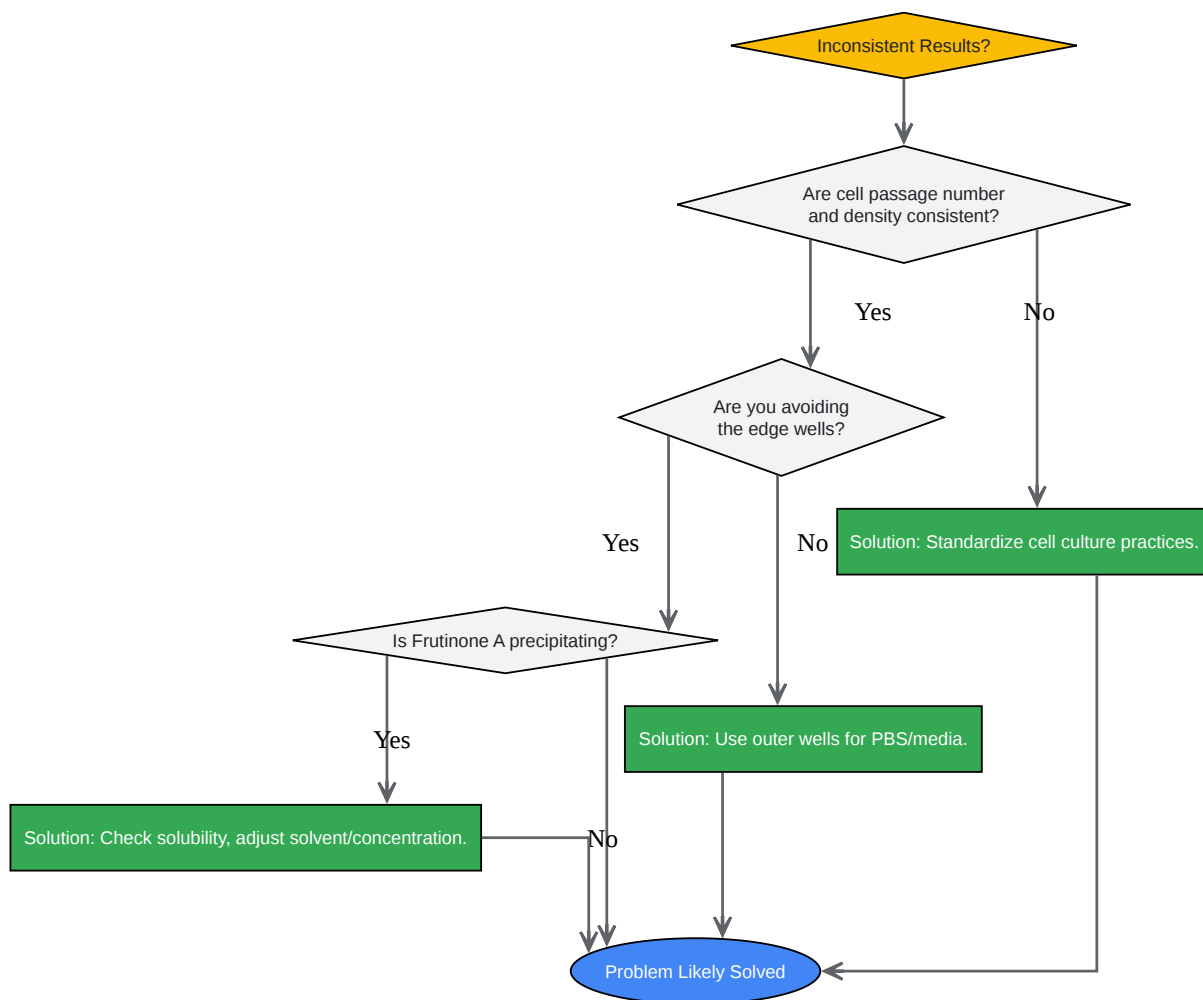 Inconsistent Results?
Are cell passage number
and density consistent?
Yes
No
Are you avoiding
the edge wells?
Yes
No
Solution: Standardize cell culture practices.
Is Frutinone A precipitating?
Solution: Use outer wells for PBS/media.
Yes
Solution: Check solubility, adjust solvent/concentration.
No
Problem Likely Solved